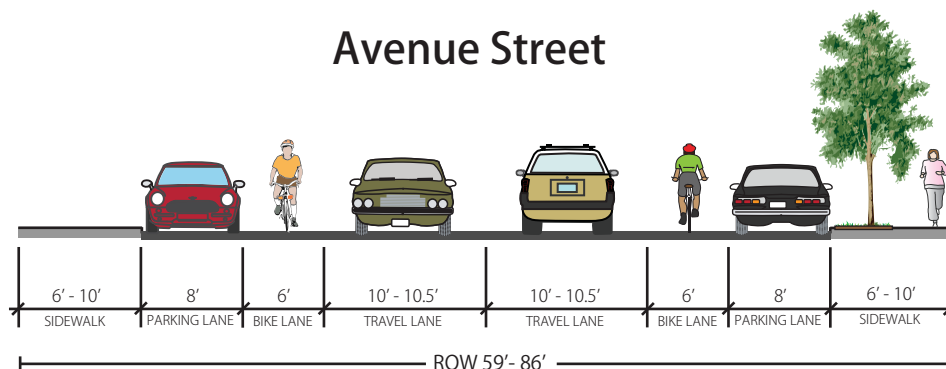 Avenue Street
6’ - 10’ 8’ 6’ 10’ - 10.5’ 10’ - 10.5’ 6’ 8’ 6’ - 10’
SIDEWALK PARKING LANE BIKE LANE TRAVEL LANE TRAVEL LANE BIKE LANE PARKING LANE SIDEWALK
ROW 59’- 86’